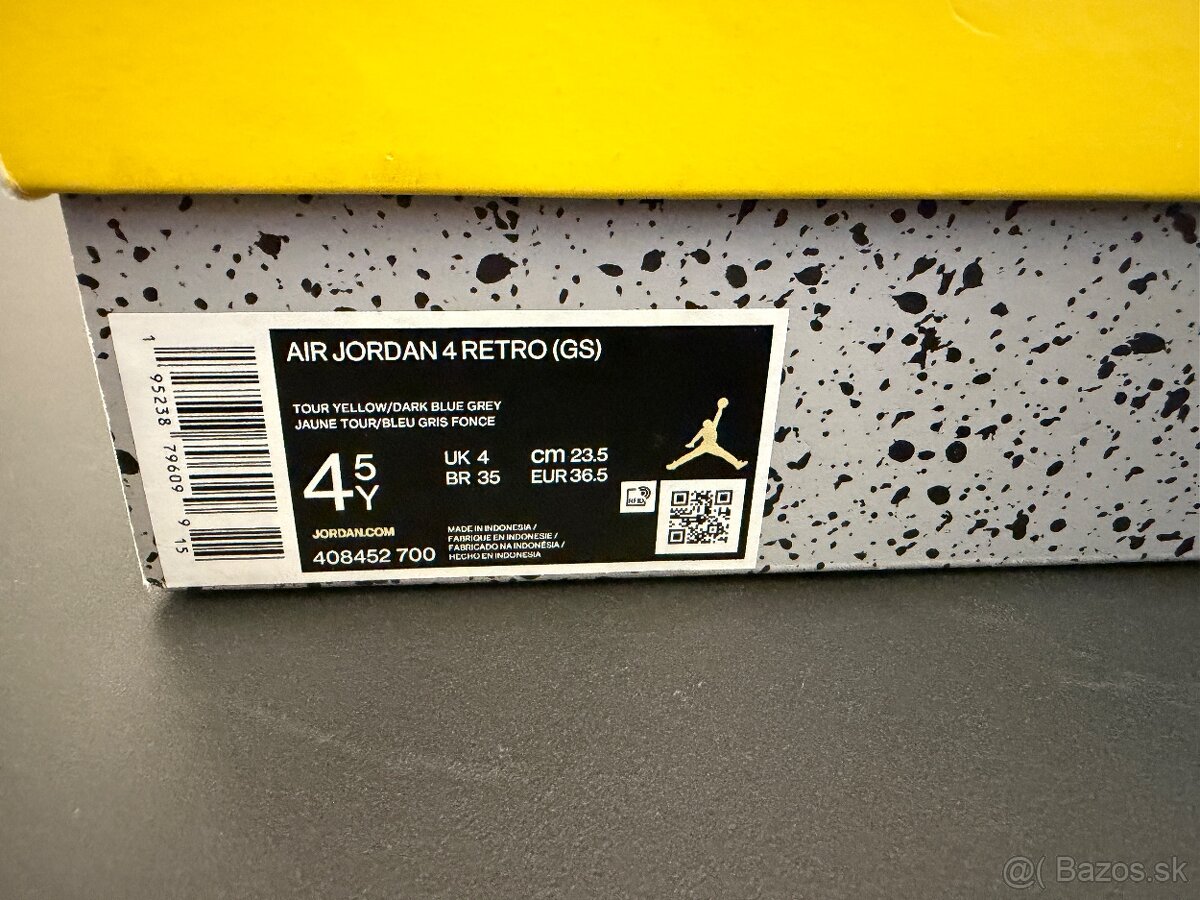 AIR JORDAN 4 RETRO (GS)
TOUR YELLOW/DARK BLUE GREY
JAUNE TOUR/BLEU GRIS FONCE
4 5 Y
UK 4 cm 23.5
BR 35 EUR 36.5
RFID
JORDAN.COM
408452 700
MADE IN INDONESIA /
FABRIQUE EN INDONESIE /
FABRICADO NA INDONÉSIA /
HECHO EN INDONESIA
1 95238 79609 9 15
@( Bazos.sk